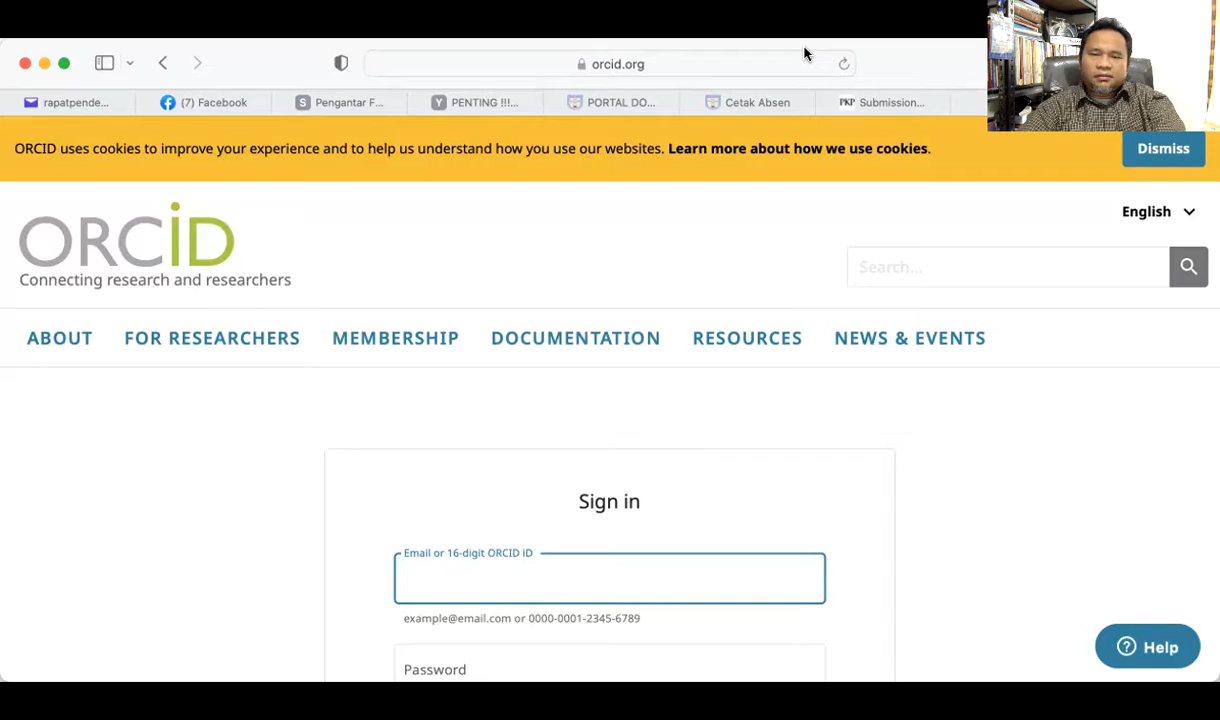 orcid.org
rapatpende...
(7) Facebook
S Pengantar F...
Y PENTING !!!...
PORTAL DO...
Cetak Absen
PKP Submission...
ORCID uses cookies to improve your experience and to help us understand how you use our websites. Learn more about how we use cookies.
Dismiss
English
ORCiD
Connecting research and researchers
Search...
ABOUT
FOR RESEARCHERS
MEMBERSHIP
DOCUMENTATION
RESOURCES
NEWS & EVENTS
Sign in
Email or 16-digit ORCID iD
example@email.com or 0000-0001-2345-6789
Password
Help